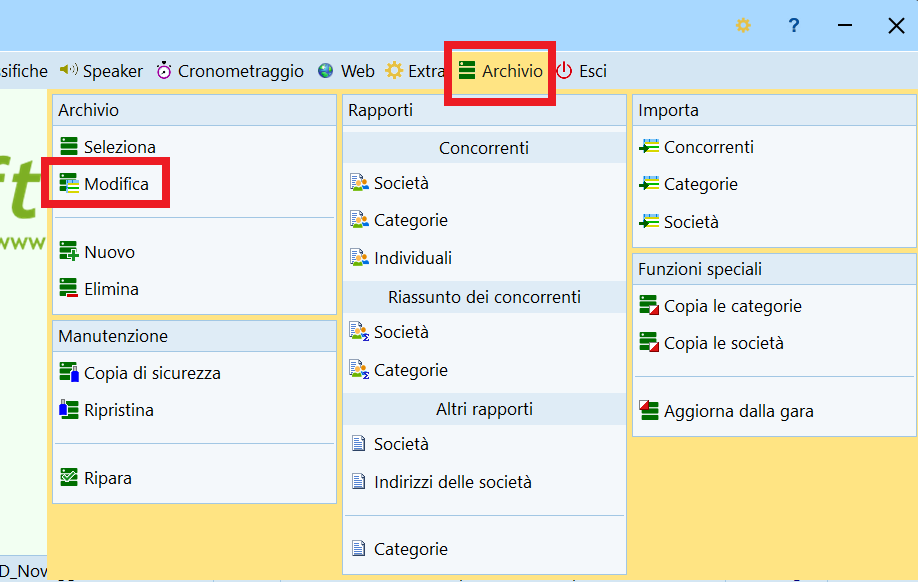 ?
sifiche Speaker Cronometraggio Web Extra Archivio Esci
Archivio
Seleziona
Modifica
Nuovo
Elimina
Manutenzione
Copia di sicurezza
Ripristina
Ripara
Rapporti
Concorrenti
Società
Categorie
Individuali
Riassunto dei concorrenti
Società
Categorie
Altri rapporti
Società
Indirizzi delle società
Categorie
Importa
Concorrenti
Categorie
Società
Funzioni speciali
Copia le categorie
Copia le società
Aggiorna dalla gara
ft
www
D_Nov